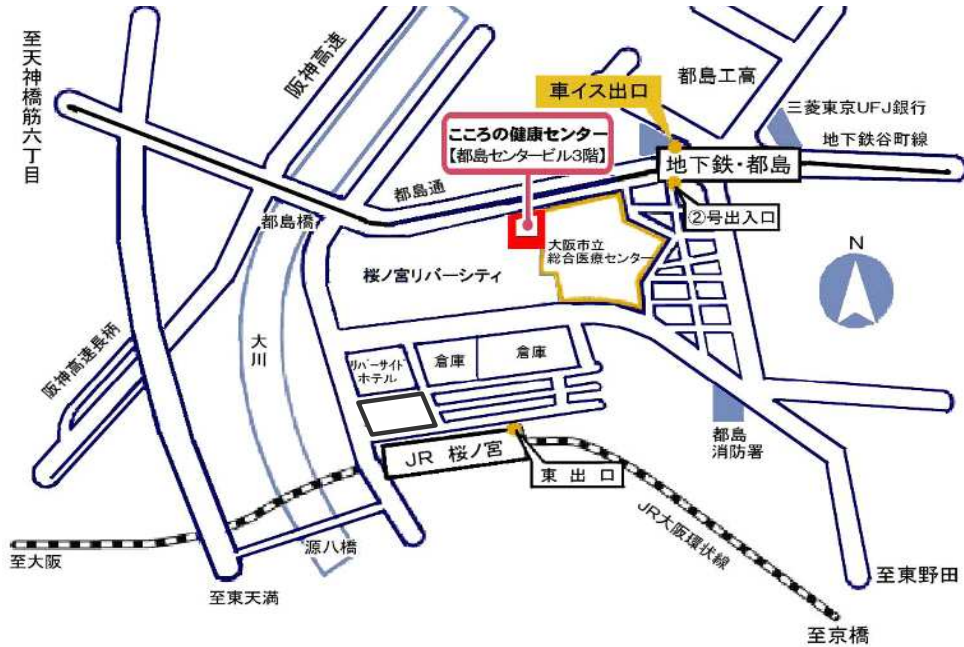 至天神橋筋六丁目
阪神高速
都島工高
車イス出口
三菱東京UFJ銀行
地下鉄谷町線
こころの健康センター
【都島センタービル3階】
地下鉄・都島
都島通
②号出入口
都島橋
大阪市立
総合医療センター
N
桜ノ宮リバーシティ
大川
阪神高速長柄
リバーサイド
ホテル
倉庫
倉庫
都島
消防署
JR 桜ノ宮
東出口
JR大阪環状線
至大阪
源八橋
至東天満
至東野田
至京橋